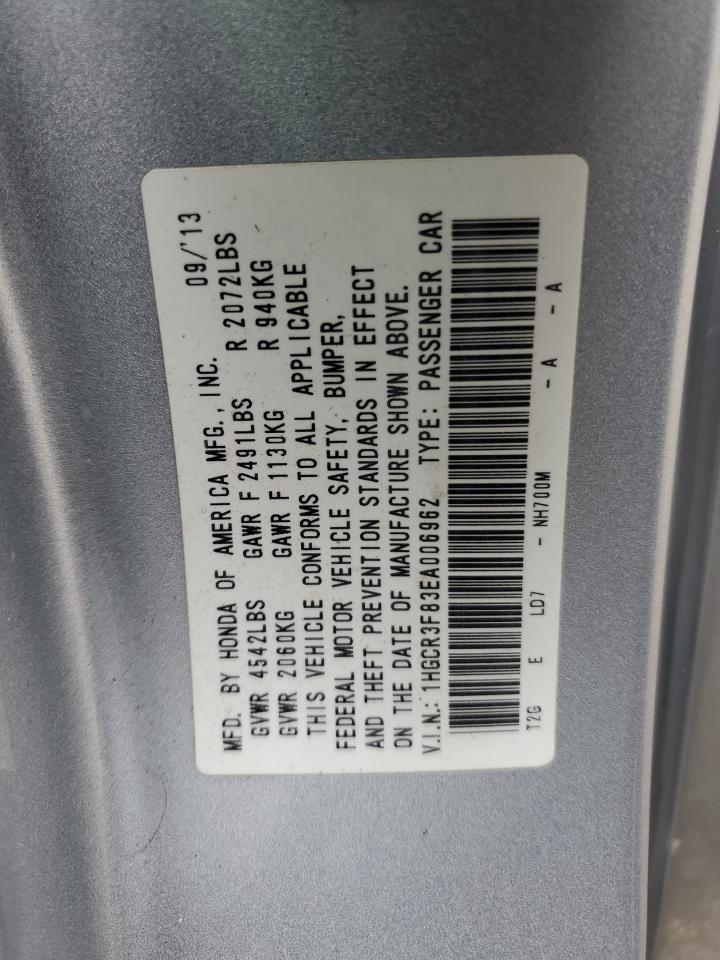 09/'13
MFD. BY HONDA OF AMERICA MFG., INC.
GVWR 4542LBS GAWR F 2491LBS R 2072LBS
GVWR 2060KG GAWR F 1130KG R 940KG
THIS VEHICLE CONFORMS TO ALL APPLICABLE
FEDERAL MOTOR VEHICLE SAFETY, BUMPER,
AND THEFT PREVENTION STANDARDS IN EFFECT
ON THE DATE OF MANUFACTURE SHOWN ABOVE.
V.I.N.: 1HGCR3F83EA006962 TYPE: PASSENGER CAR
T2G E LD7 - NH700M - A - A